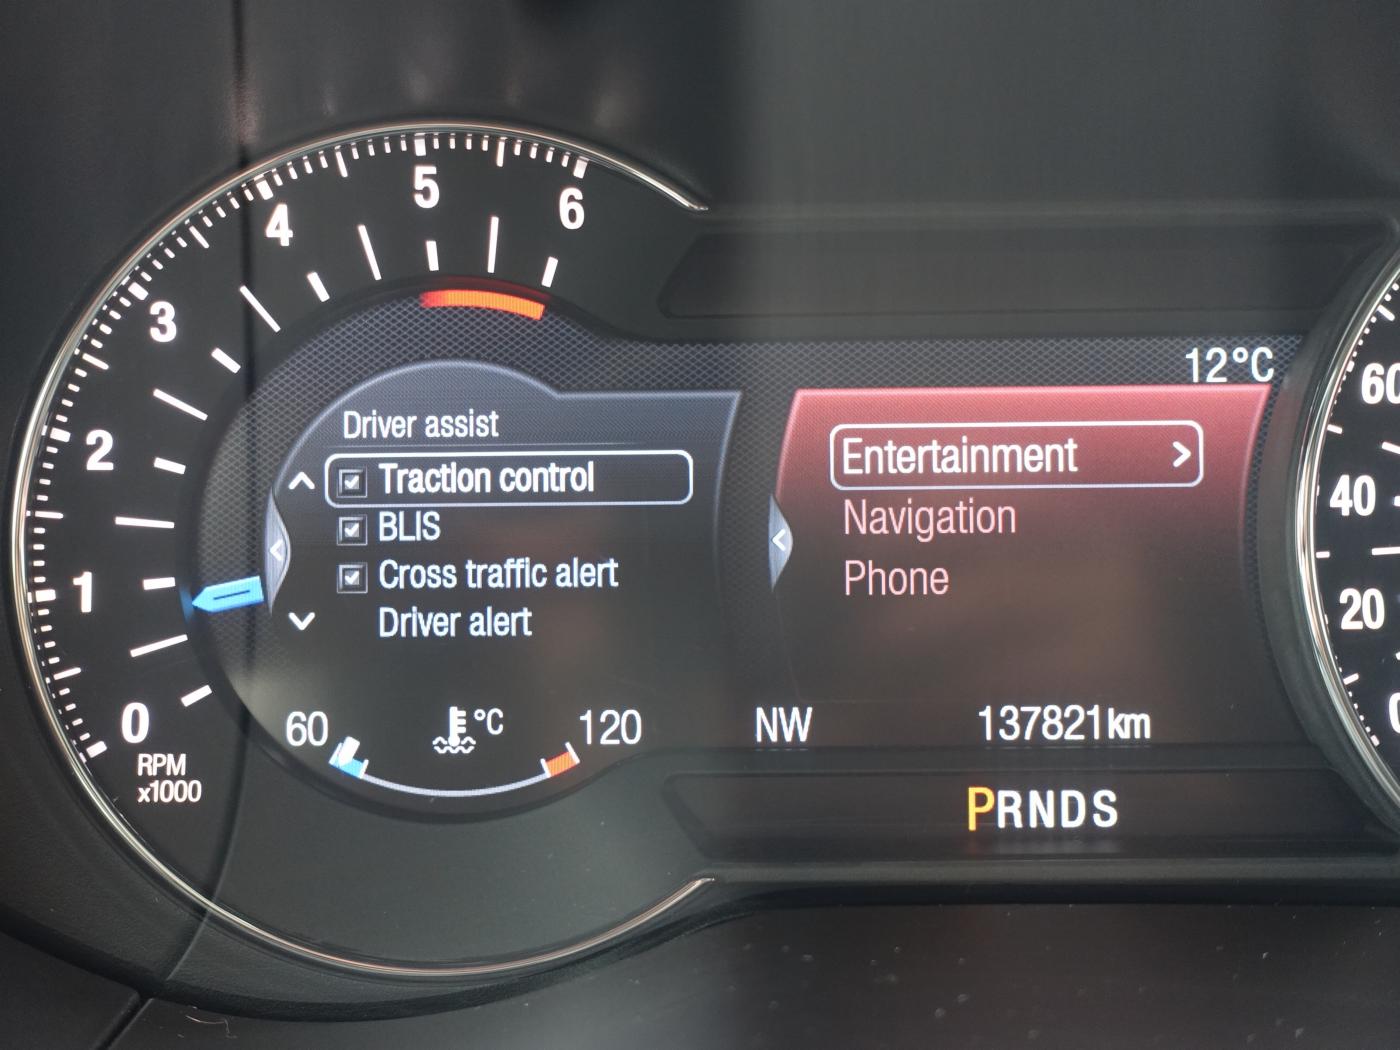 6
5
4
3
2
1
0
RPM
x1000
Driver assist
Traction control
BLIS
Cross traffic alert
Driver alert
60
°C
120
12°C
Entertainment >
Navigation
Phone
NW
137821km
PRNDS
60
40
20
0